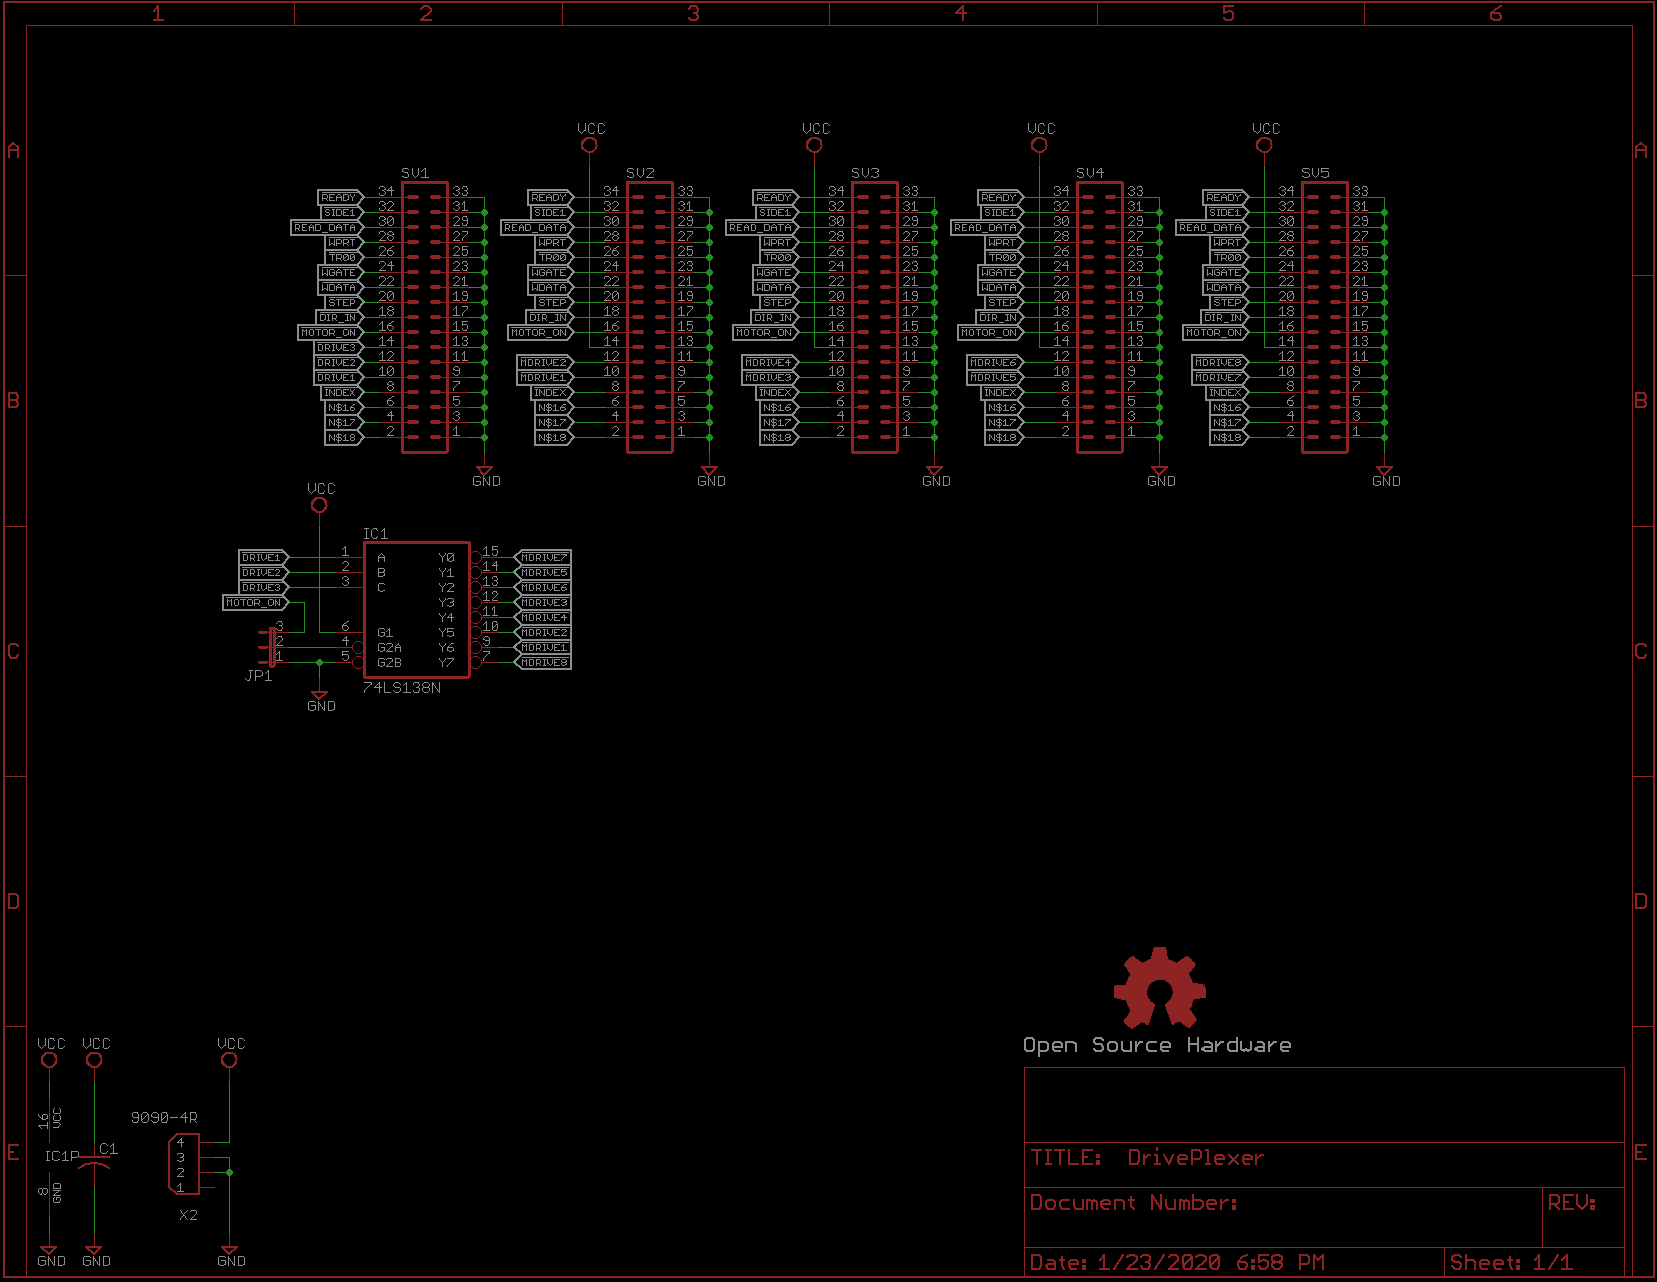 1 2 3 4 5 6
VCC VCC VCC VCC
A A
SV1 SV2 SV3 SV4 SV5
READY 34 33 READY 34 33 READY 34 33 READY 34 33 READY 34 33
SIDE1 32 31 SIDE1 32 31 SIDE1 32 31 SIDE1 32 31 SIDE1 32 31
READ_DATA 30 29 READ_DATA 30 29 READ_DATA 30 29 READ_DATA 30 29 READ_DATA 30 29
WPRT 28 27 WPRT 28 27 WPRT 28 27 WPRT 28 27 WPRT 28 27
TR00 26 25 TR00 26 25 TR00 26 25 TR00 26 25 TR00 26 25
WGATE 24 23 WGATE 24 23 WGATE 24 23 WGATE 24 23 WGATE 24 23
WDATA 22 21 WDATA 22 21 WDATA 22 21 WDATA 22 21 WDATA 22 21
STEP 20 19 STEP 20 19 STEP 20 19 STEP 20 19 STEP 20 19
DIR_IN 18 17 DIR_IN 18 17 DIR_IN 18 17 DIR_IN 18 17 DIR_IN 18 17
MOTOR_ON 16 15 MOTOR_ON 16 15 MOTOR_ON 16 15 MOTOR_ON 16 15 MOTOR_ON 16 15
DRIVE3 14 13 14 13 14 13 14 13 14 13
DRIVE2 12 11 MDRIVE2 12 11 MDRIVE4 12 11 MDRIVE6 12 11 MDRIVE8 12 11
DRIVE1 10 9 MDRIVE1 10 9 MDRIVE3 10 9 MDRIVE5 10 9 MDRIVE7 10 9
INDEX 8 7 INDEX 8 7 INDEX 8 7 INDEX 8 7 INDEX 8 7
B B
N$16 6 5 N$16 6 5 N$16 6 5 N$16 6 5 N$16 6 5
N$17 4 3 N$17 4 3 N$17 4 3 N$17 4 3 N$17 4 3
N$18 2 1 N$18 2 1 N$18 2 1 N$18 2 1 N$18 2 1
GND GND GND GND GND
VCC
IC1
DRIVE1 1 A Y0 15 MDRIVE7
DRIVE2 2 B Y1 14 MDRIVE5
DRIVE3 3 C Y2 13 MDRIVE6
MOTOR_ON Y3 12 MDRIVE3
Y4 11 MDRIVE4
3 6 G1 Y5 10 MDRIVE2
2 4 G2A Y6 9 MDRIVE1
1 5 G2B Y7 7 MDRIVE8
C C
JP1
74LS138N
GND
D D
Open Source Hardware
VCC VCC VCC
16 VCC
9090-4R
4
3
2
1
IC1P C1
8 GND
X2
E E
GND GND GND
TITLE: DrivePlexer
Document Number: REV:
Date: 1/23/2020 6:58 PM Sheet: 1/1